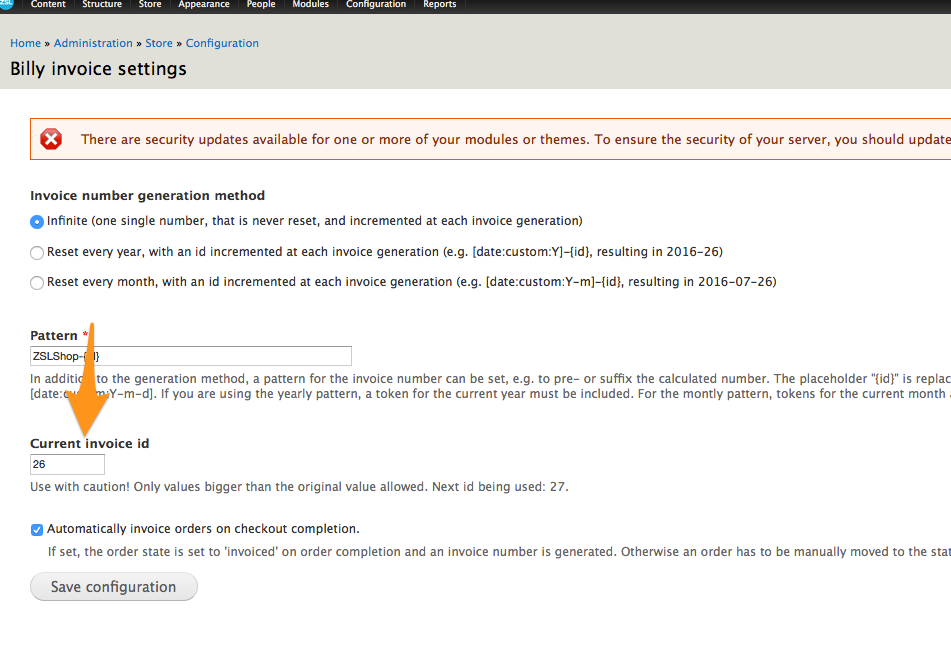 ZSL Content Structure Store Appearance People Modules Configuration Reports
Home » Administration » Store » Configuration
Billy invoice settings
There are security updates available for one or more of your modules or themes. To ensure the security of your server, you should update
Invoice number generation method
Infinite (one single number, that is never reset, and incremented at each invoice generation)
Reset every year, with an id incremented at each invoice generation (e.g. [date:custom:Y]-{id}, resulting in 2016-26)
Reset every month, with an id incremented at each invoice generation (e.g. [date:custom:Y-m]-{id}, resulting in 2016-07-26)
Pattern *
ZSLShop-{id}
In addition to the generation method, a pattern for the invoice number can be set, e.g. to pre- or suffix the calculated number. The placeholder "{id}" is replac
[date:custom:Y-m-d]. If you are using the yearly pattern, a token for the current year must be included. For the montly pattern, tokens for the current month
Current invoice id
26
Use with caution! Only values bigger than the original value allowed. Next id being used: 27.
Automatically invoice orders on checkout completion.
If set, the order state is set to 'invoiced' on order completion and an invoice number is generated. Otherwise an order has to be manually moved to the stat
Save configuration